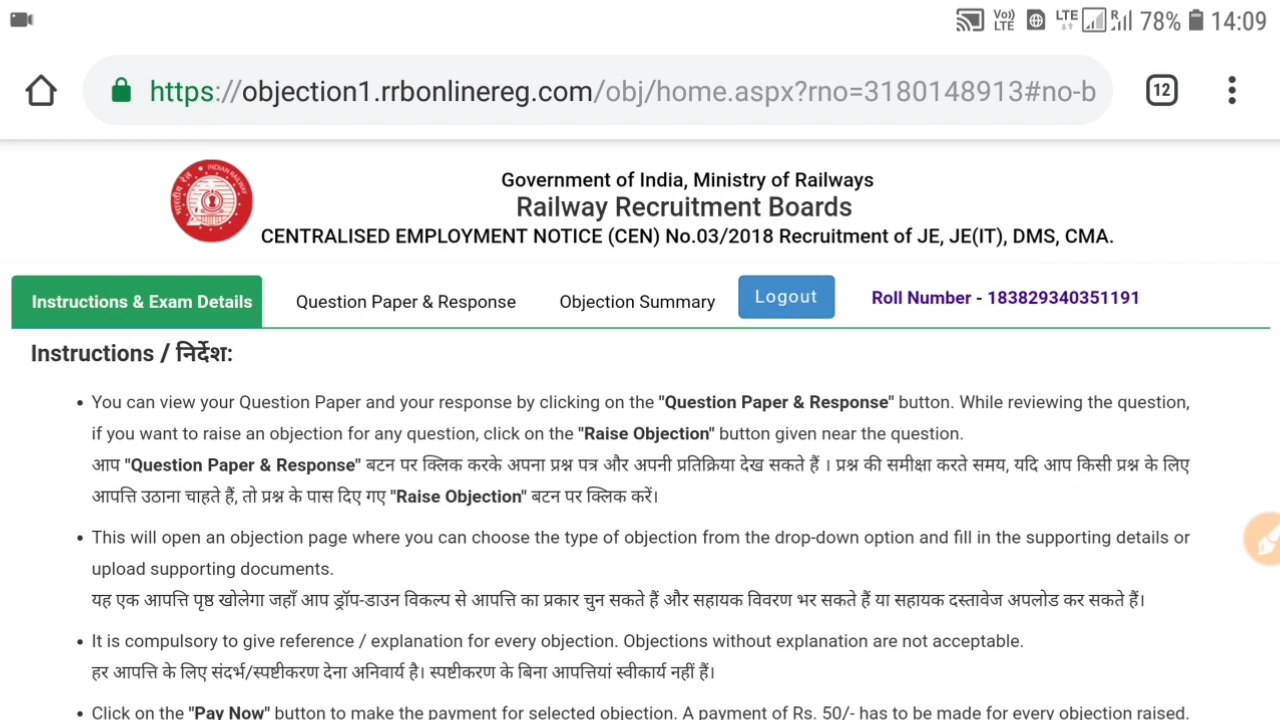 Vo))
LTE
LTE
R
78%
14:09
https://objection1.rrbonlinereg.com/obj/home.aspx?rno=3180148913#no-b
12
INDIAN RAILWAY
भारतीय रेल
Government of India, Ministry of Railways
Railway Recruitment Boards
CENTRALISED EMPLOYMENT NOTICE (CEN) No.03/2018 Recruitment of JE, JE(IT), DMS, CMA.
Instructions & Exam Details Question Paper & Response Objection Summary Logout Roll Number - 183829340351191
Instructions / निर्देश:
• You can view your Question Paper and your response by clicking on the "Question Paper & Response" button. While reviewing the question,
if you want to raise an objection for any question, click on the "Raise Objection" button given near the question.
आप "Question Paper & Response" बटन पर क्लिक करके अपना प्रश्न पत्र और अपनी प्रतिक्रिया देख सकते हैं । प्रश्न की समीक्षा करते समय, यदि आप किसी प्रश्न के लिए
आपत्ति उठाना चाहते हैं, तो प्रश्न के पास दिए गए "Raise Objection" बटन पर क्लिक करें।
• This will open an objection page where you can choose the type of objection from the drop-down option and fill in the supporting details or
upload supporting documents.
यह एक आपत्ति पृष्ठ खोलेगा जहाँ आप ड्रॉप-डाउन विकल्प से आपत्ति का प्रकार चुन सकते हैं और सहायक विवरण भर सकते हैं या सहायक दस्तावेज अपलोड कर सकते हैं।
• It is compulsory to give reference / explanation for every objection. Objections without explanation are not acceptable.
हर आपत्ति के लिए संदर्भ/स्पष्टीकरण देना अनिवार्य है। स्पष्टीकरण के बिना आपत्तियां स्वीकार्य नहीं हैं।
• Click on the "Pay Now" button to make the payment for selected objection. A payment of Rs. 50/- has to be made for every objection raised.